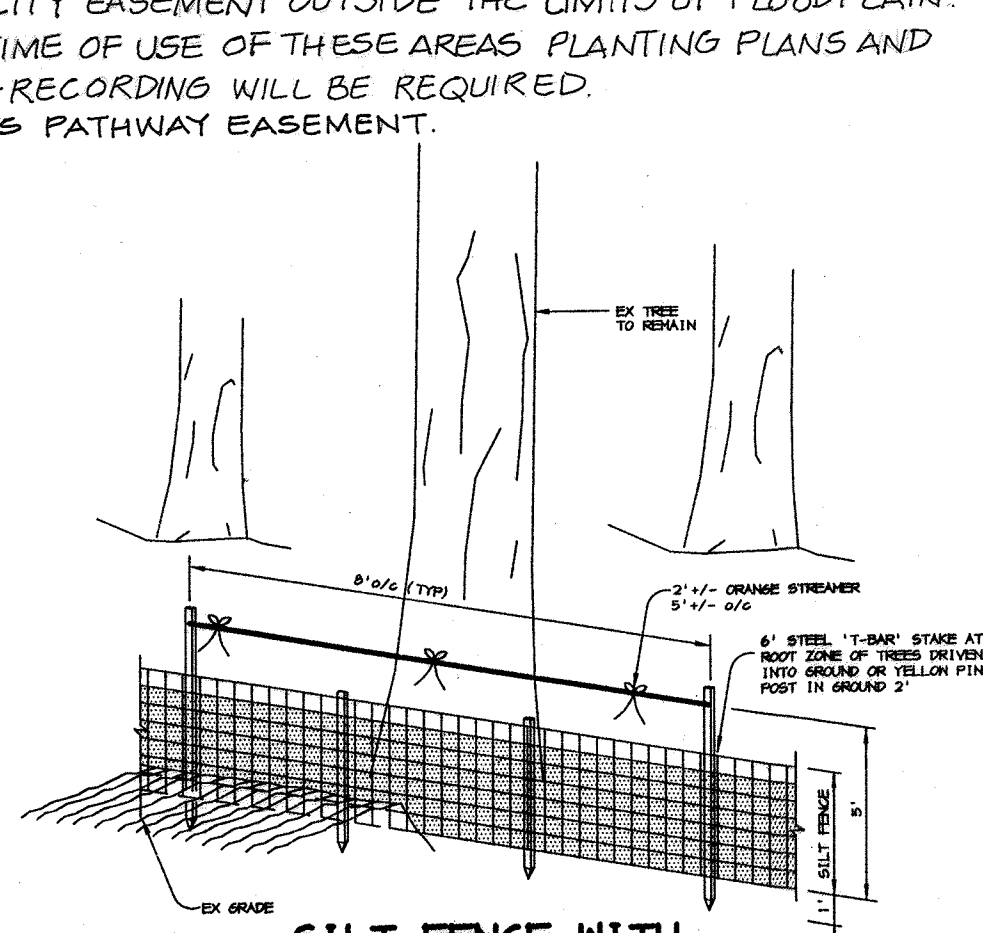 CITY EASEMENT OUTSIDE THE LIMITS OF FLOODPLAIN.
TIME OF USE OF THESE AREAS PLANTING PLANS AND
-RECORDING WILL BE REQUIRED.
S PATHWAY EASEMENT.
EX TREE
TO REMAIN
8' O/C (TYP)
2' +/- ORANGE STREAMER
5' +/- O/C
6' STEEL 'T-BAR' STAKE AT
ROOT ZONE OF TREES DRIVEN
INTO GROUND OR YELLOW PIN
POST IN GROUND 2'
SILT FENCE
5'
1'
EX GRADE
SILT FENCE WITH